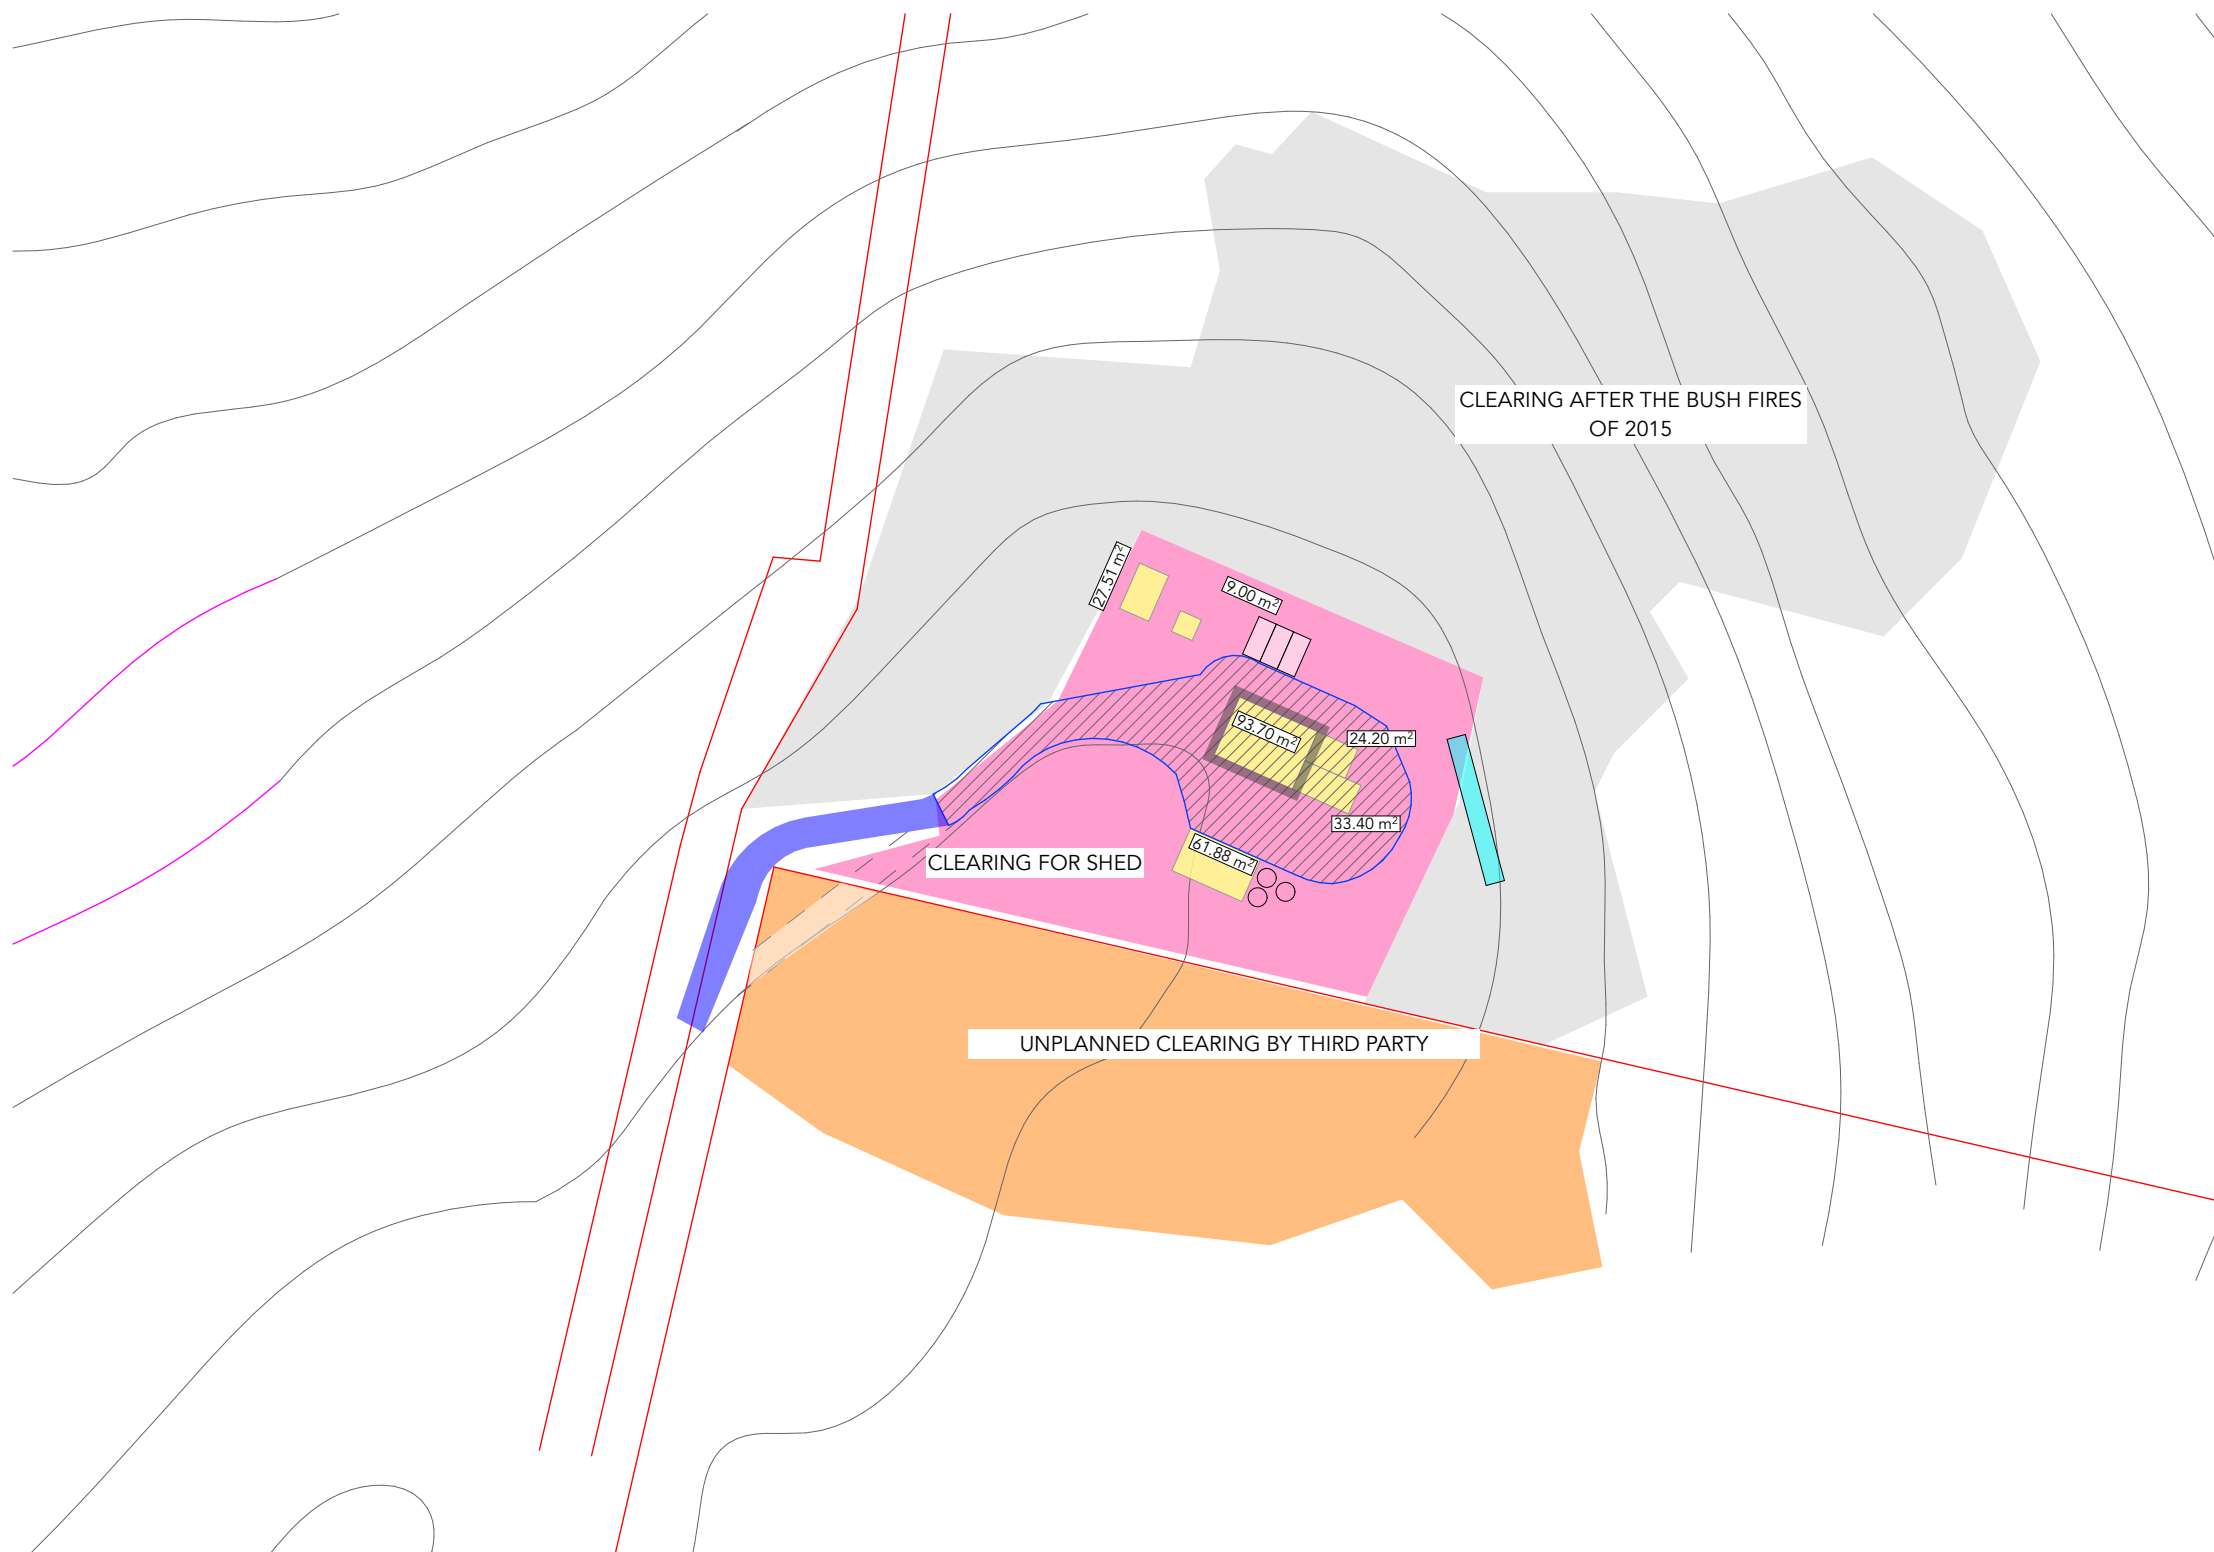 CLEARING AFTER THE BUSH FIRES
OF 2015
27.51 m²
9.00 m²
93.70 m²
24.20 m²
33.40 m²
61.88 m²
CLEARING FOR SHED
UNPLANNED CLEARING BY THIRD PARTY